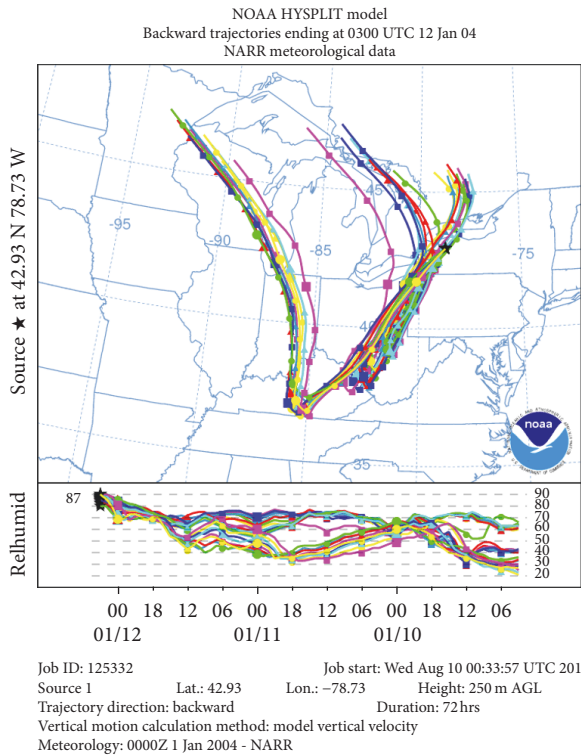 NOAA HYSPLIT model
Backward trajectories ending at 0300 UTC 12 Jan 04
NARR meteorological data
Source ★ at 42.93 N 78.73 W
45
-95
-90
-85
-75
35
noaa
Relhumid
87
90
80
70
60
50
40
30
20
00 18 12 06 00 18 12 06 00 18 12 06
01/12 01/11 01/10
Job ID: 125332 Job start: Wed Aug 10 00:33:57 UTC 201
Source 1 Lat.: 42.93 Lon.: −78.73 Height: 250 m AGL
Trajectory direction: backward Duration: 72 hrs
Vertical motion calculation method: model vertical velocity
Meteorology: 0000Z 1 Jan 2004 - NARR